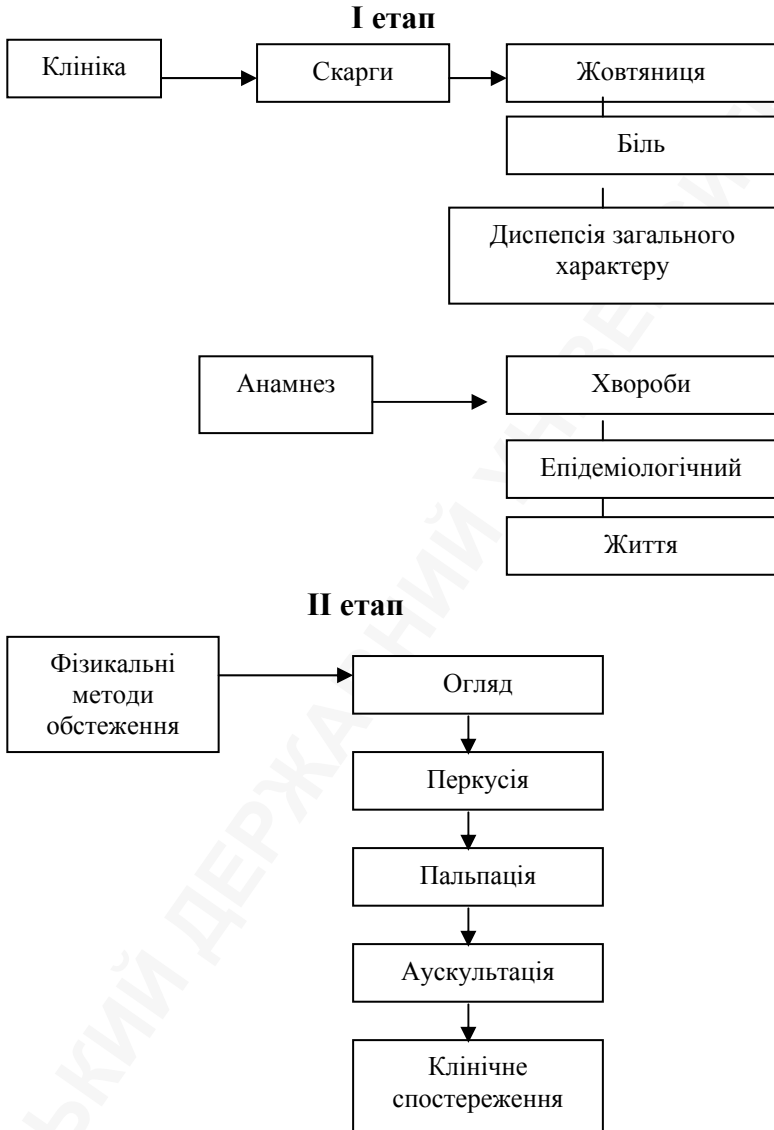 І етап
Клініка
Скарги
Жовтяниця
Біль
Диспепсія загального
характеру
Анамнез
Хвороби
Епідеміологічний
Життя
ІІ етап
Фізикальні
методи
обстеження
Огляд
Перкусія
Пальпація
Аускультація
Клінічне
спостереження